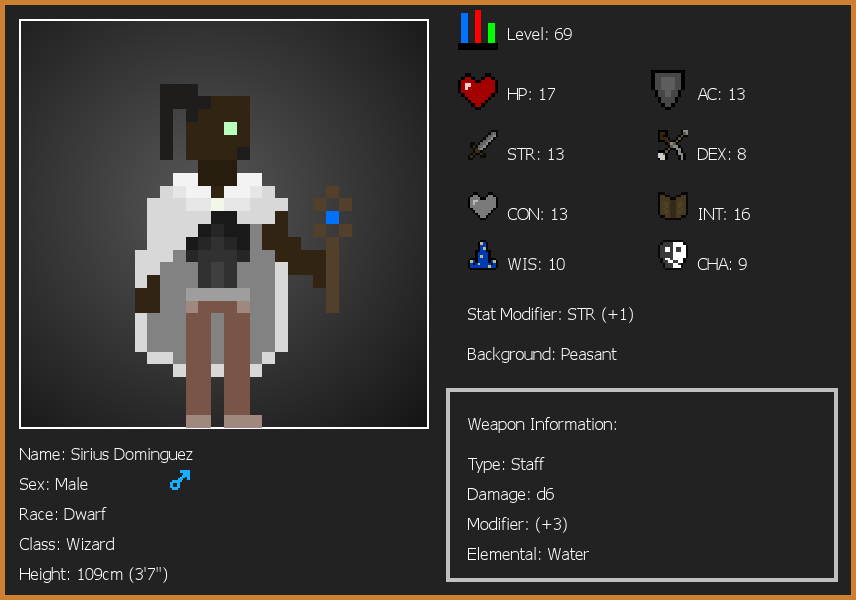 Level: 69
HP: 17
AC: 13
STR: 13
DEX: 8
CON: 13
INT: 16
WIS: 10
CHA: 9
Stat Modifier: STR (+1)
Background: Peasant
Weapon Information:
Type: Staff
Damage: d6
Modifier: (+3)
Elemental: Water
Name: Sirius Dominguez
Sex: Male
Race: Dwarf
Class: Wizard
Height: 109cm (3'7")